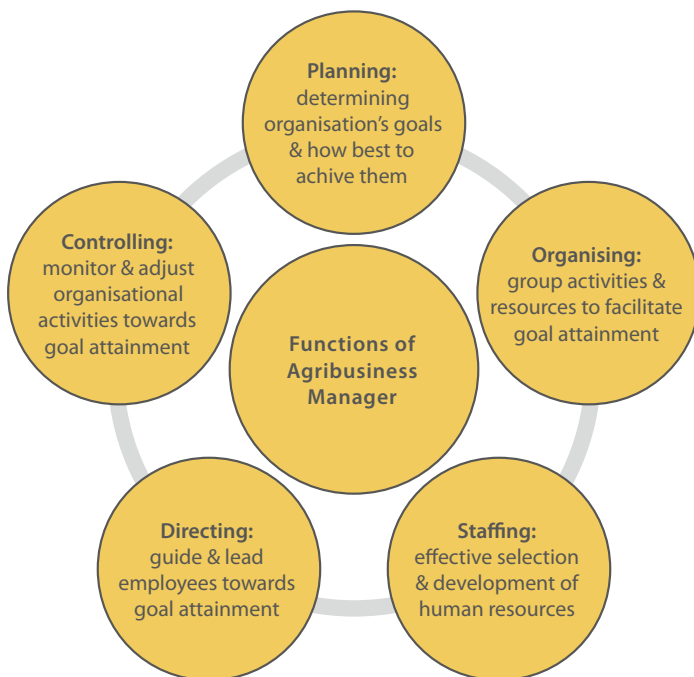 Planning:
determining
organisation's goals
& how best to
achive them
Controlling:
monitor & adjust
organisational
activities towards
goal attainment
Organising:
group activities &
resources to facilitate
goal attainment
Functions of
Agribusiness
Manager
Directing:
guide & lead
employees towards
goal attainment
Staffing:
effective selection
& development of
human resources